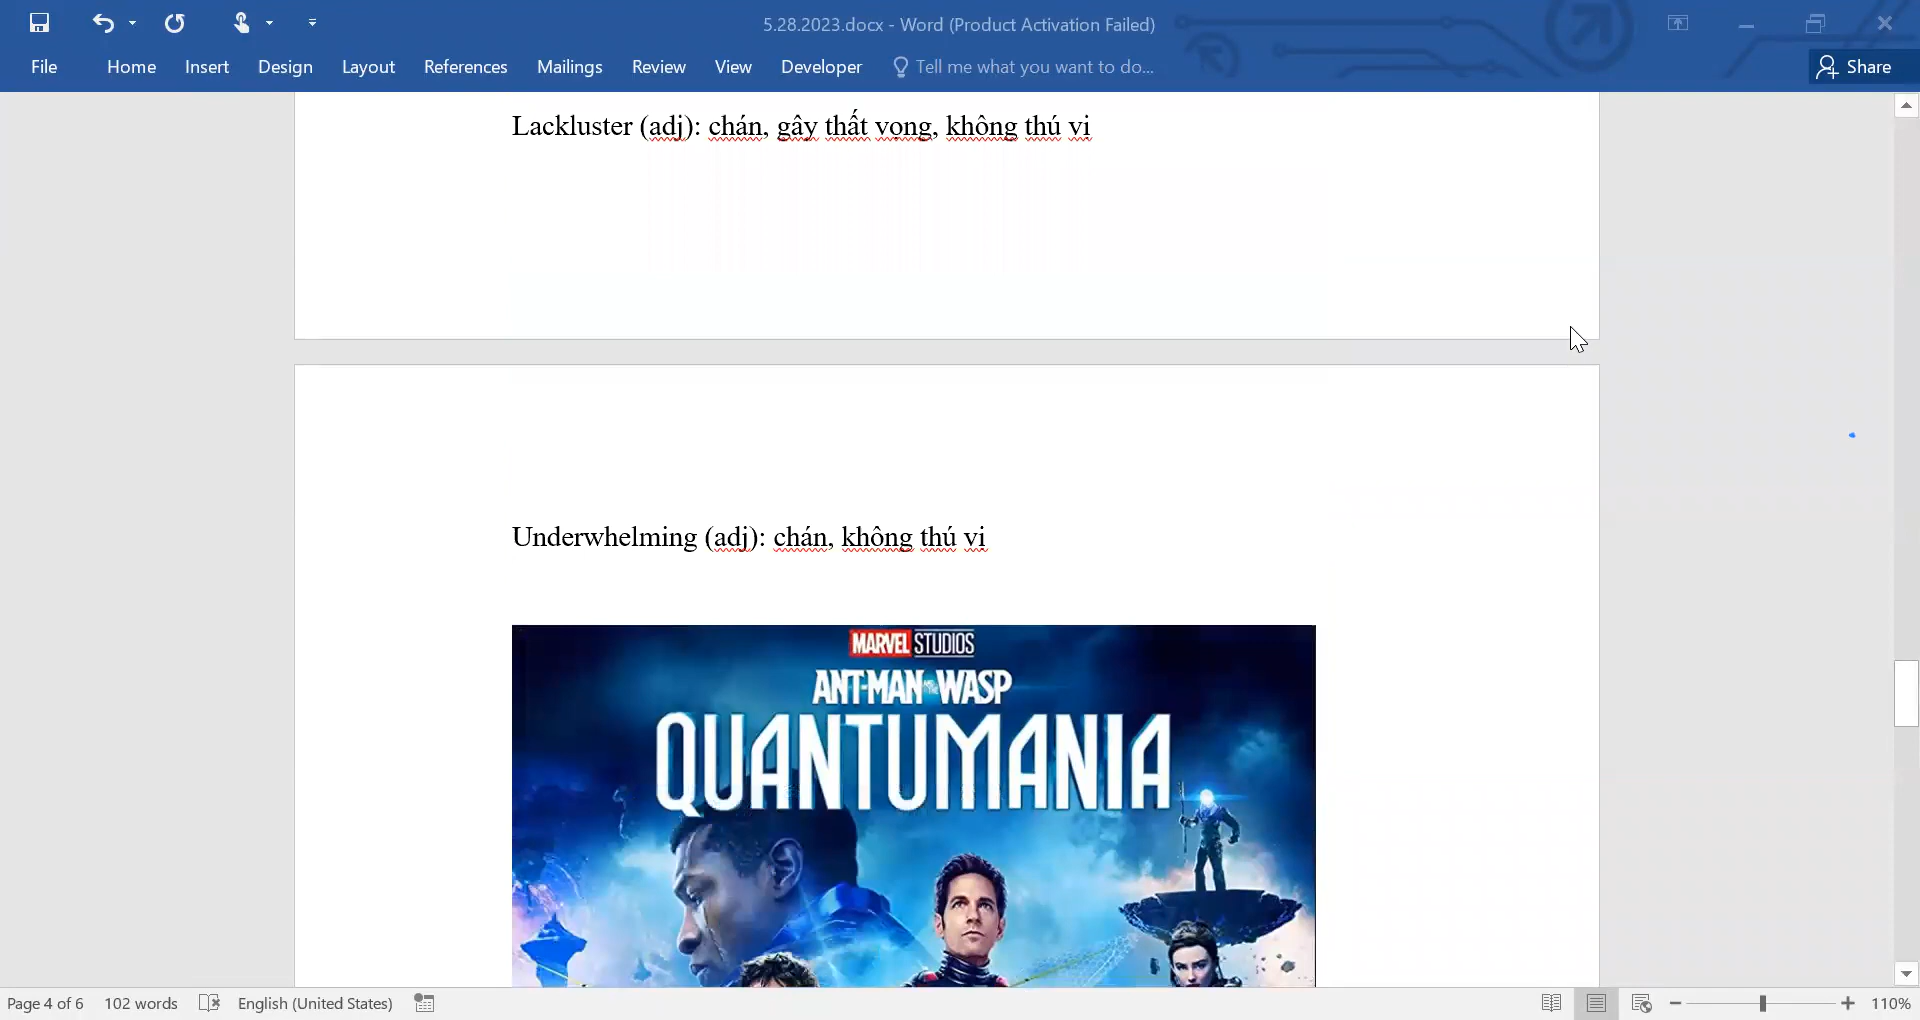 5.28.2023.docx - Word (Product Activation Failed)
File Home Insert Design Layout References Mailings Review View Developer Tell me what you want to do... Share
Lackluster (adj): chán, gây thất vọng, không thú vị
Underwhelming (adj): chán, không thú vị
MARVEL STUDIOS
ANT-MAN AND THE WASP
QUANTUMANIA
Page 4 of 6 102 words English (United States) 110%